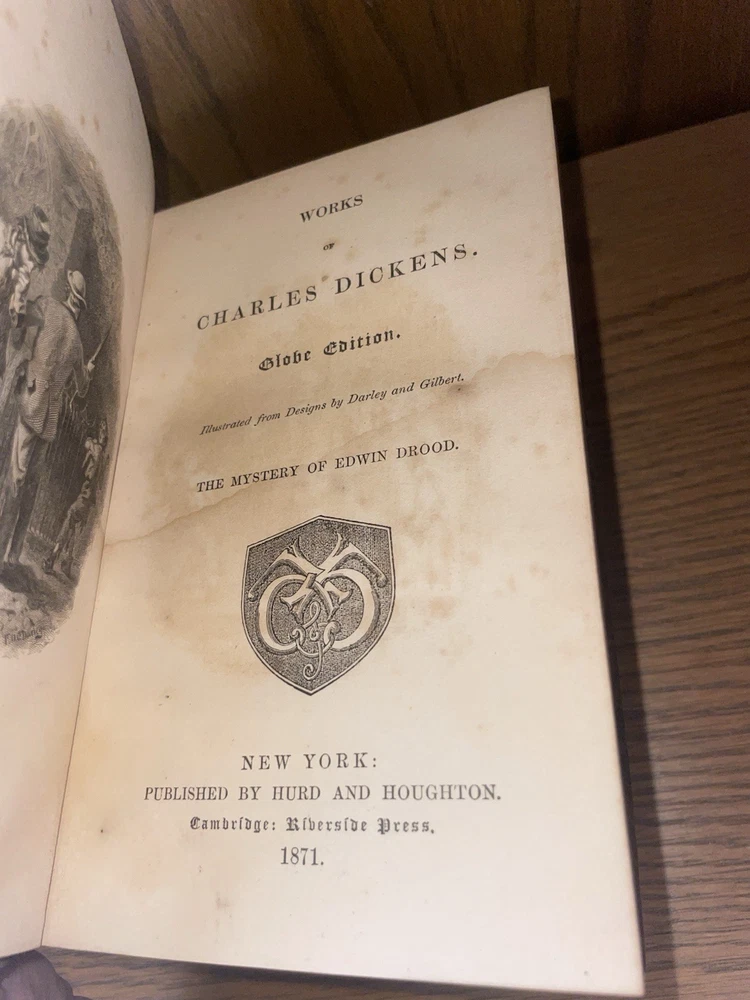 WORKS
OF
CHARLES DICKENS.
Globe Edition.
Illustrated from Designs by Darley and Gilbert.
THE MYSTERY OF EDWIN DROOD.
NEW YORK:
PUBLISHED BY HURD AND HOUGHTON.
Cambridge: Riverside Press.
1871.